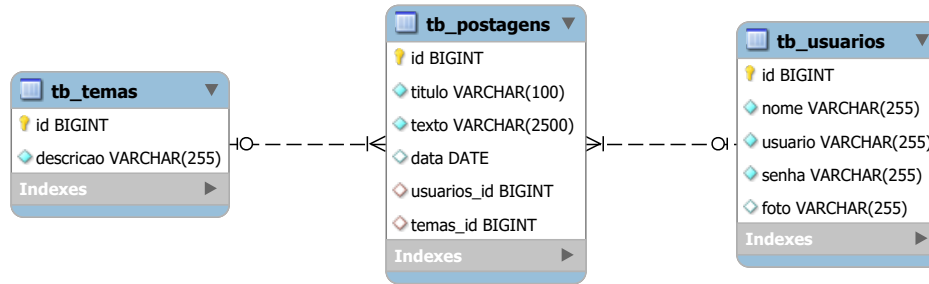 tb_temas
id BIGINT
descricao VARCHAR(255)
Indexes
tb_postagens
id BIGINT
titulo VARCHAR(100)
texto VARCHAR(2500)
data DATE
usuarios_id BIGINT
temas_id BIGINT
Indexes
tb_usuarios
id BIGINT
nome VARCHAR(255)
usuario VARCHAR(255)
senha VARCHAR(255)
foto VARCHAR(255)
Indexes